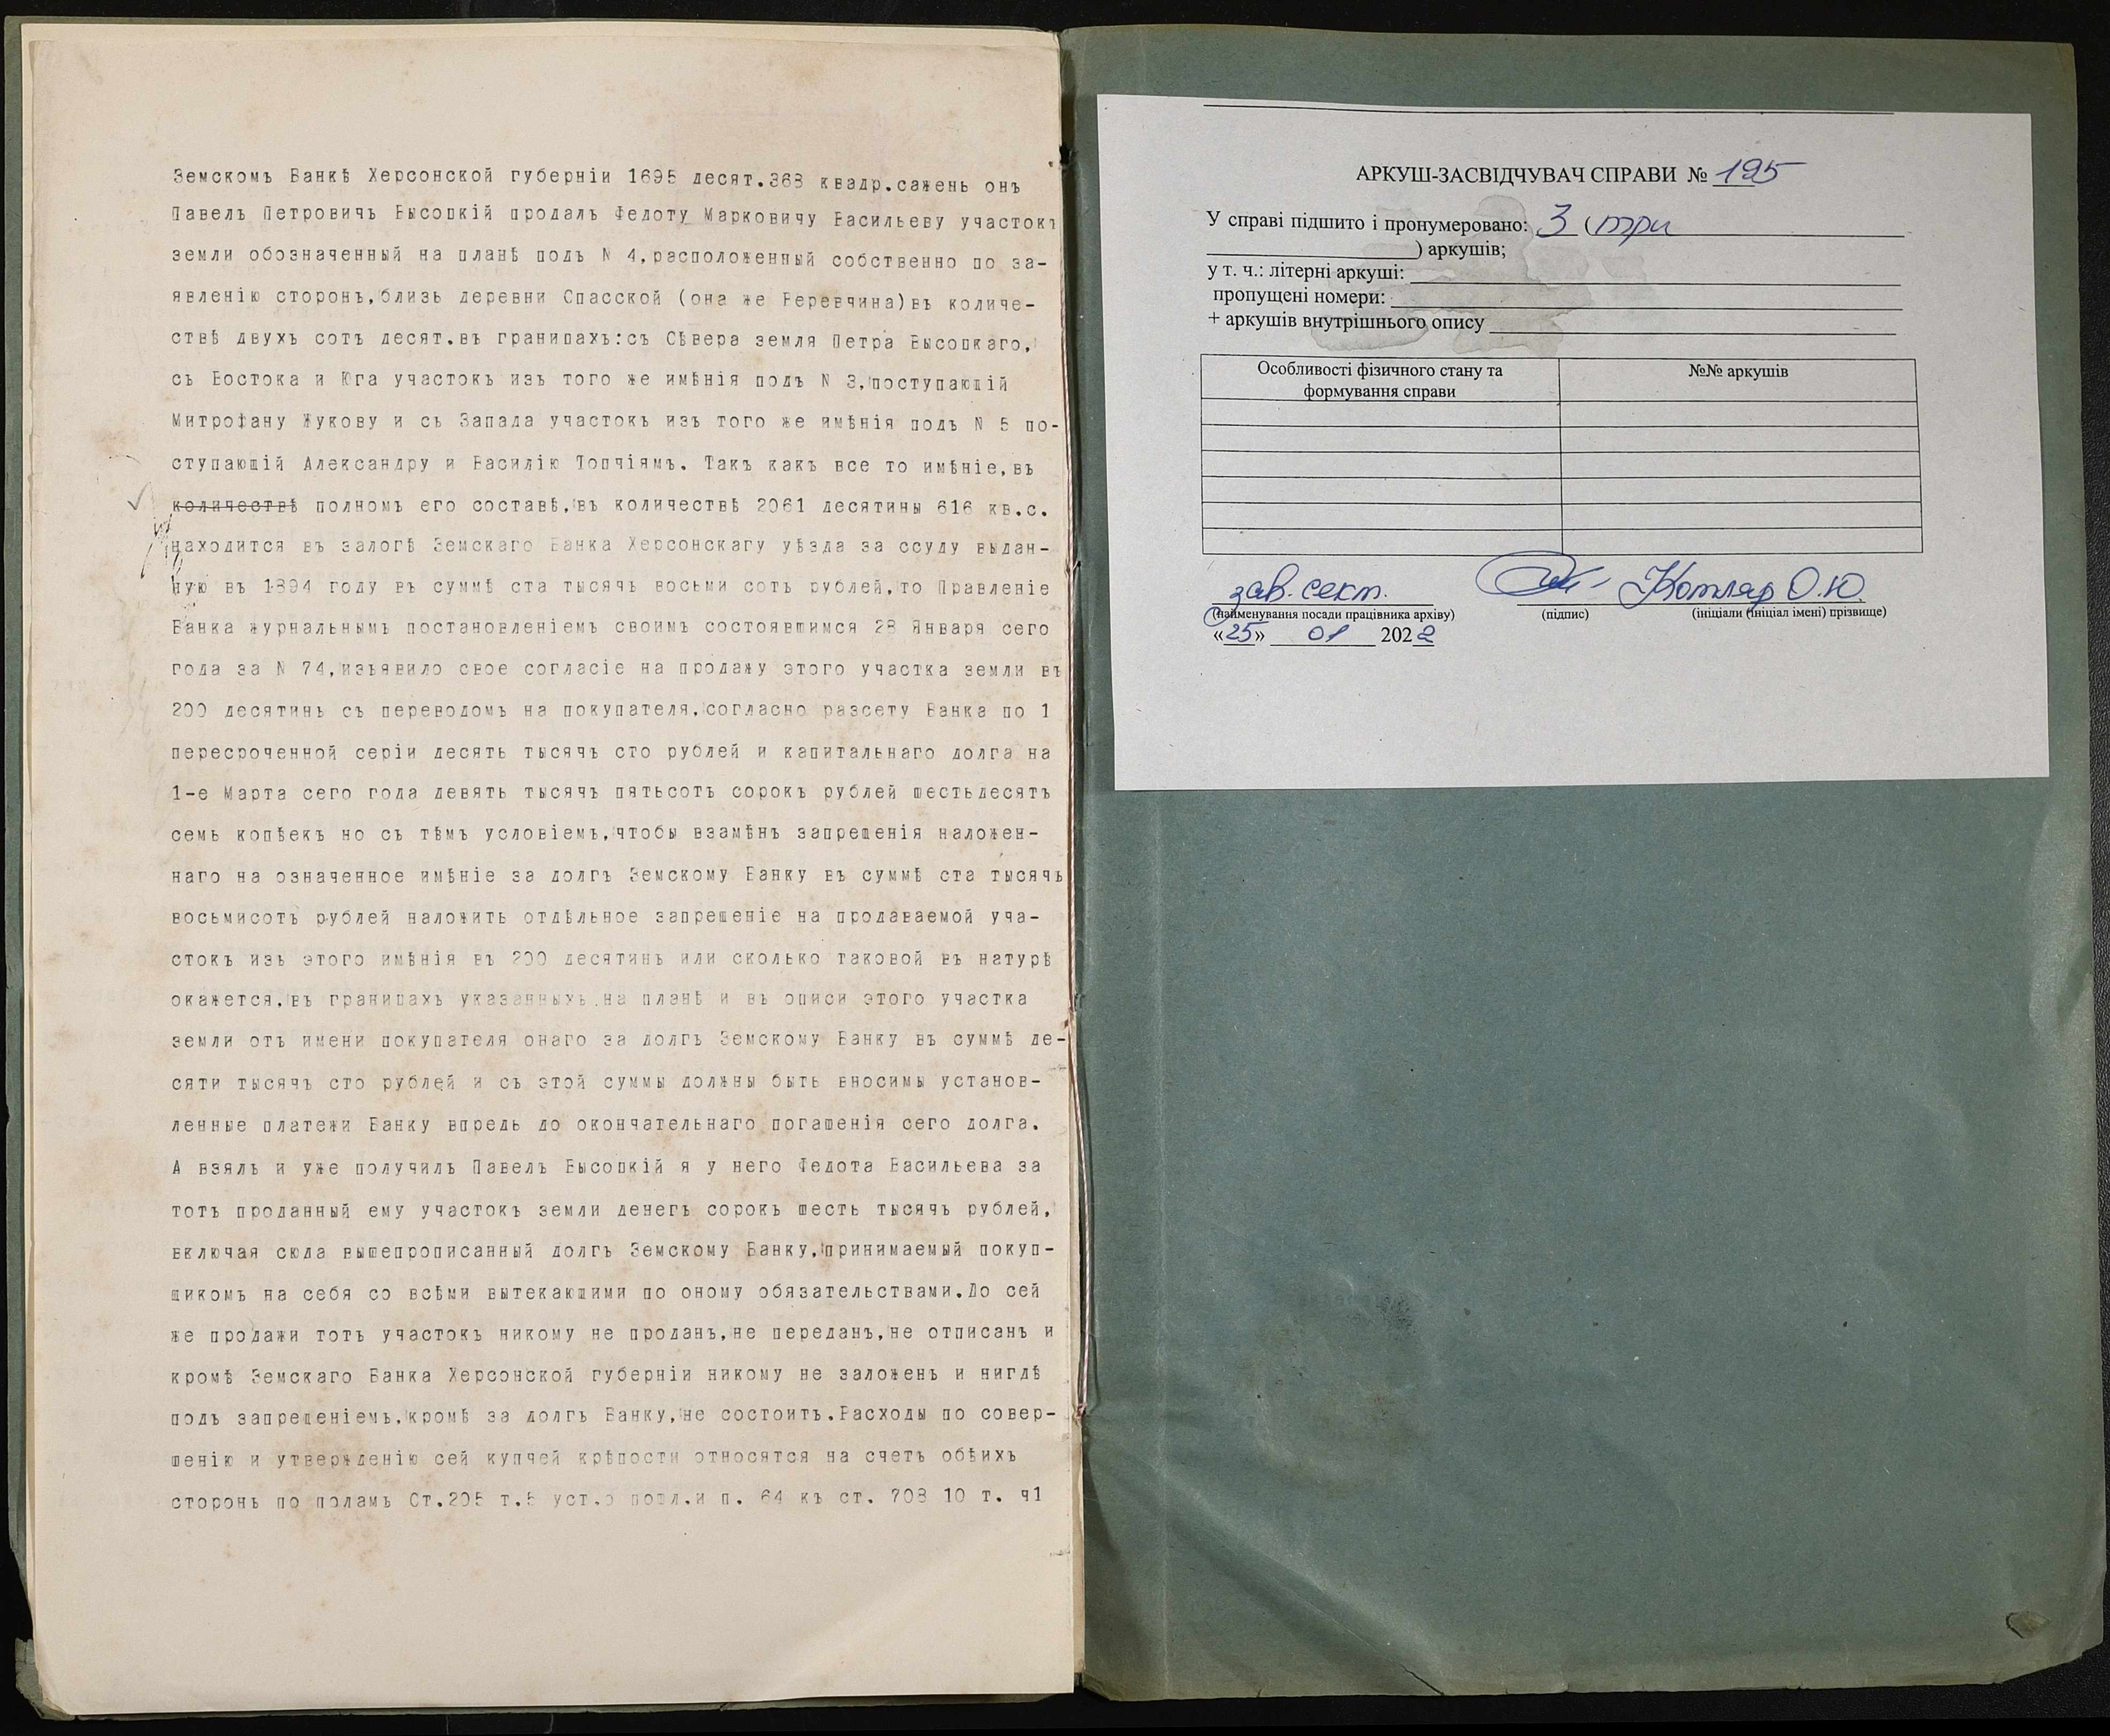 Земскомъ Банкѣ Херсонской губерніи 1695 десят.368 квадр.сажень онъ
Павелъ Петровичъ Высоцкій продалъ Федоту Марковичу Васильеву участокъ
земли обозначенный на планѣ подъ N 4,расположенный собственно по за-
явленію сторонъ,близь деревни Спасской (она же Веревчина)въ количе-
ствѣ двухъ сотъ десят.въ границахъ:съ Сѣвера земля Петра Высоцкаго,
съ Востока и Юга участокъ изъ того же имѣнія подъ N 3,поступающій
Митрофану Жукову и съ Запада участокъ изъ того же имѣнія подъ N 5 по-
ступающій Александру и Василію Топчіямъ. Такъ какъ все то имѣніе,въ
количествѣ полномъ его составѣ,въ количествѣ 2061 десятины 616 кв.с.
находится въ залогѣ Земскаго Банка Херсонскагу уѣзда за ссуду выдан-
ную въ 1894 году въ суммѣ ста тысячъ восьми сотъ рублей,то Правленіе
Банка журнальнымъ постановленіемъ своимъ состоявшимся 28 Января сего
года за N 74,изъявило свое согласіе на продажу этого участка земли въ
200 десятинъ съ переводомъ на покупателя,согласно разсету Банка по 1
пересроченной серіи десять тысячъ сто рублей и капитальнаго долга на
1-е Марта сего года девять тысячъ пятьсотъ сорокъ рублей шестьдесятъ
семь копѣекъ но съ тѣмъ условіемъ,чтобы взамѣнъ запрещенія наложен-
наго на означенное имѣніе за долгъ Земскому Банку въ суммѣ ста тысячъ
восьмисотъ рублей наложить отдѣльное запрещеніе на продаваемой уча-
стокъ изъ этого имѣнія въ 200 десятинъ или сколько таковой въ натурѣ
окажется,въ границахъ указанныхъ на планѣ и въ описи этого участка
земли отъ имени покупателя онаго за долгъ Земскому Банку въ суммѣ де-
сяти тысячъ сто рублей и съ этой суммы должны быть вносимы установ-
ленные платежи Банку впредь до окончательнаго погашенія сего долга.
А взялъ и уже получилъ Павелъ Высоцкій я у него Федота Васильева за
тотъ проданный ему участокъ земли денегъ сорокъ шесть тысячъ рублей,
включая сюда вышепрописанный долгъ Земскому Банку,принимаемый покуп-
щикомъ на себя со всѣми вытекающими по оному обязательствами.До сей
же продажи тотъ участокъ никому не проданъ,не переданъ,не отписанъ и
кромѣ Земскаго Банка Херсонской губерніи никому не заложенъ и нигдѣ
подъ запрещеніемъ,кромѣ за долгъ Банку,не состоитъ.Расходы по совер-
шенію и утвержденію сей купчей крѣпости относятся на счетъ обѣихъ
сторонъ по поламъ Ст.205 т.5 уст.о пошл.и п. 64 къ ст. 708 10 т. ч1
АРКУШ-ЗАСВІДЧУВАЧ СПРАВИ № 195
У справі підшито і пронумеровано: 3 (три
) аркушів;
у т. ч.: літерні аркуші:
пропущені номери:
+ аркушів внутрішнього опису
Особливості фізичного стану та формування справи
№№ аркушів
зав. сект. Котляр О.Ю.
(найменування посади працівника архіву) (підпис) (ініціали (ініціал імені) прізвище)
«25» 01 2022